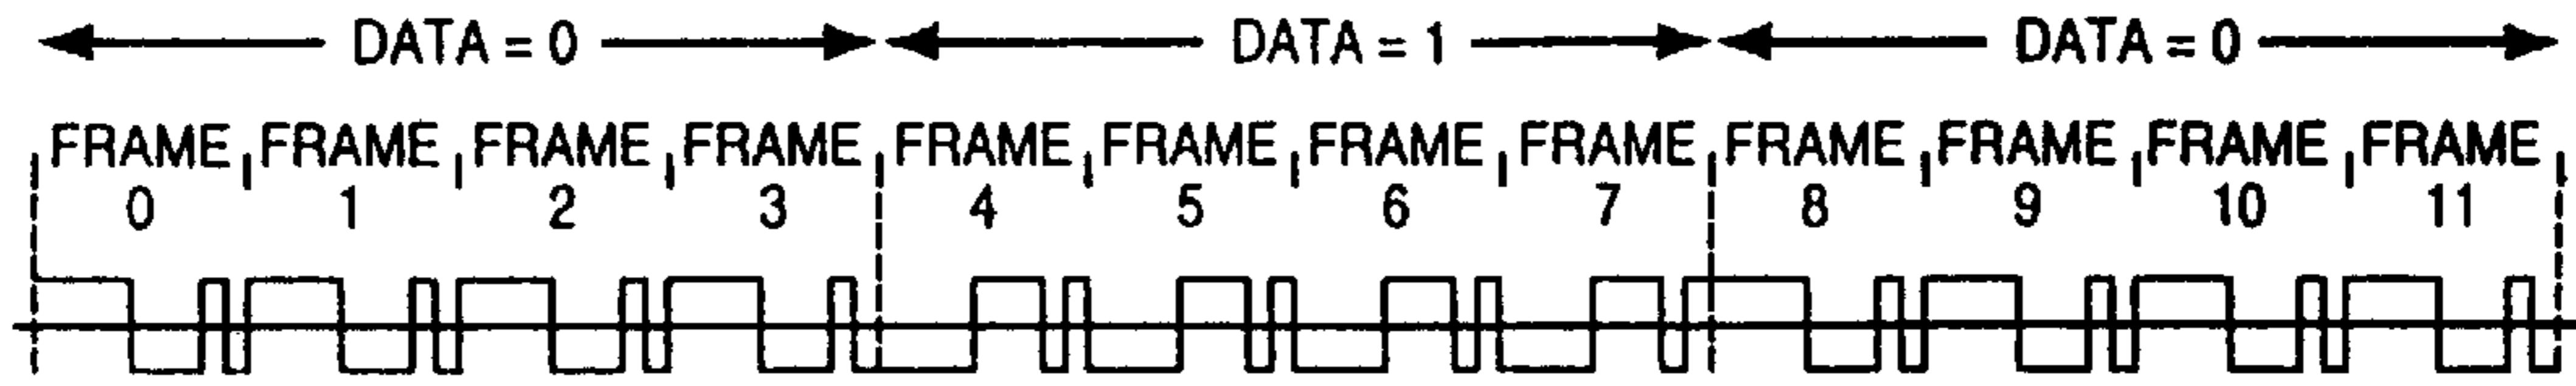 DATA = 0 DATA = 1 DATA = 0
FRAME FRAME FRAME FRAME FRAME FRAME FRAME FRAME FRAME FRAME FRAME FRAME
0 1 2 3 4 5 6 7 8 9 10 11